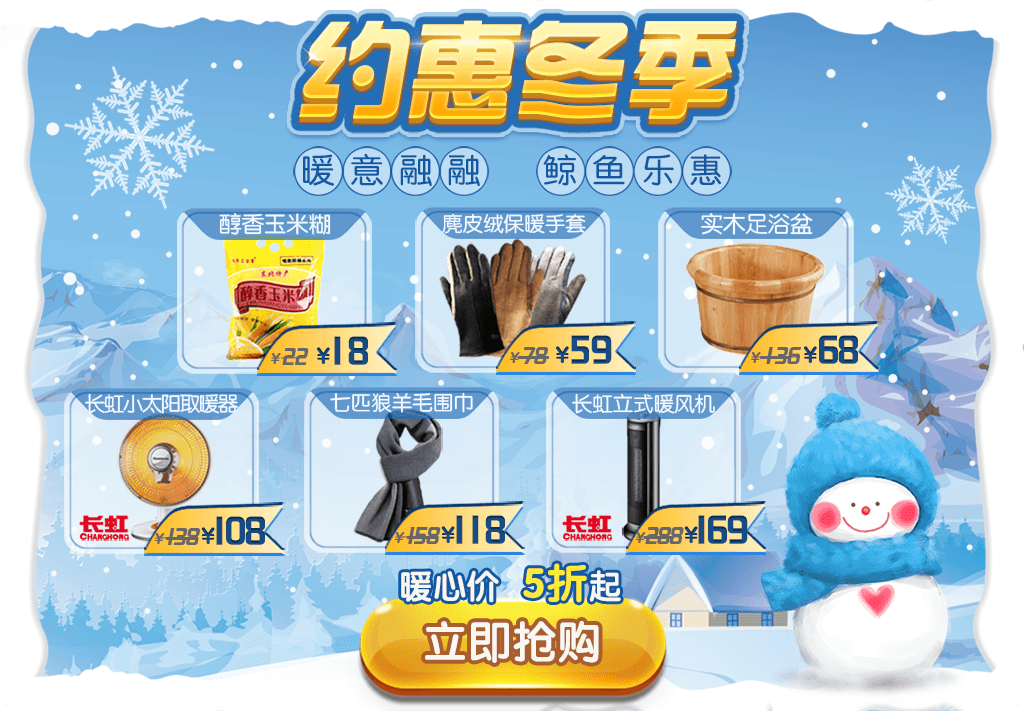 约惠冬季
暖意融融 鲸鱼乐惠
醇香玉米糊 麂皮绒保暖手套 实木足浴盆
东北特产
醇香玉米糊
¥22 ¥18 ¥78 ¥59 ¥136 ¥68
长虹小太阳取暖器 七匹狼羊毛围巾 长虹立式暖风机
长虹 长虹
CHANGHONG CHANGHONG
¥138 ¥108 ¥158 ¥118 ¥288 ¥169
暖心价 5折起
立即抢购